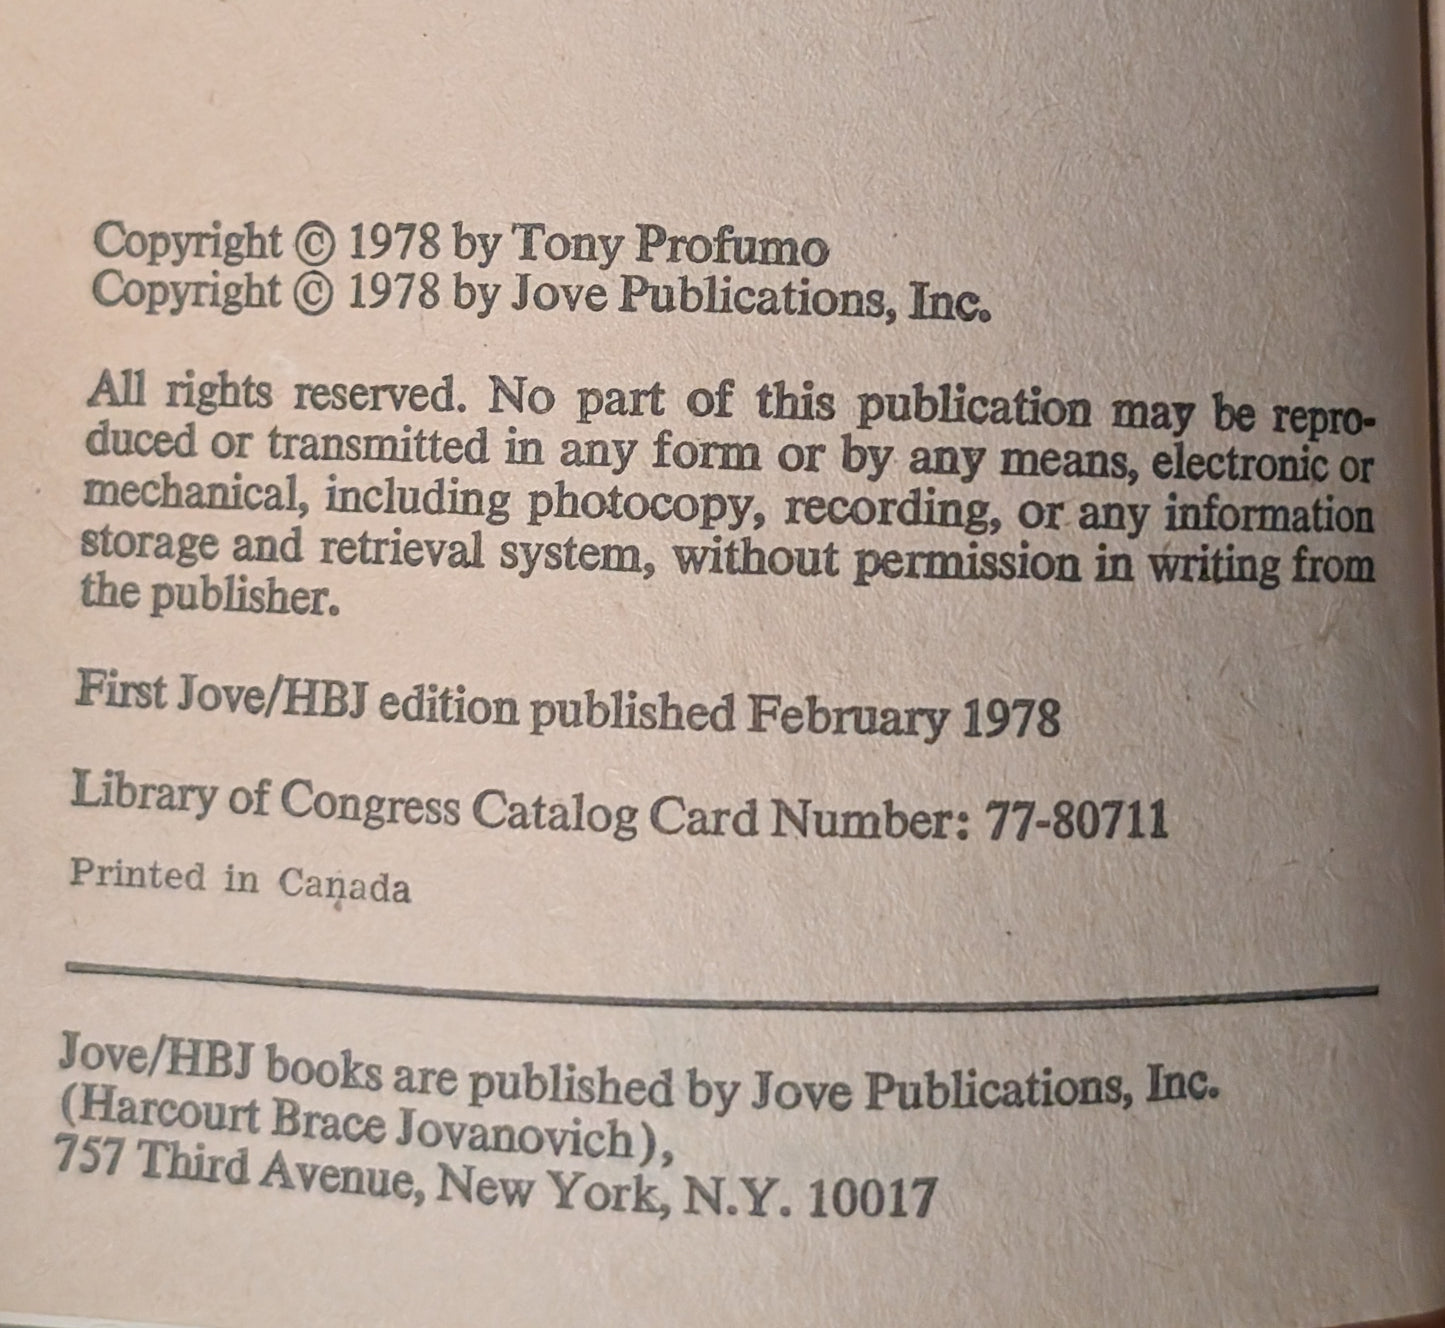 Copyright © 1978 by Tony Profumo
Copyright © 1978 by Jove Publications, Inc.
All rights reserved. No part of this publication may be repro-
duced or transmitted in any form or by any means, electronic or
mechanical, including photocopy, recording, or any information
storage and retrieval system, without permission in writing from
the publisher.
First Jove/HBJ edition published February 1978
Library of Congress Catalog Card Number: 77-80711
Printed in Canada
Jove/HBJ books are published by Jove Publications, Inc.
(Harcourt Brace Jovanovich),
757 Third Avenue, New York, N.Y. 10017